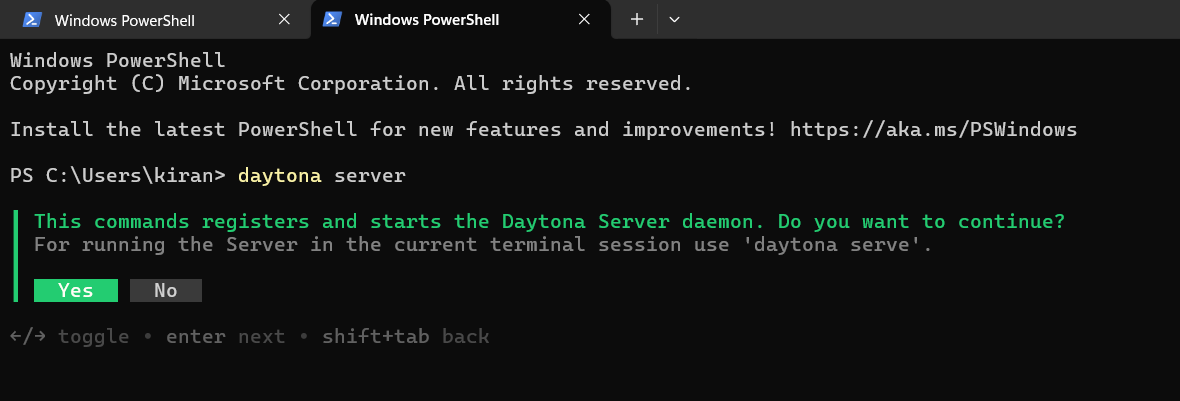 Windows PowerShell
Windows PowerShell
Windows PowerShell
Copyright (C) Microsoft Corporation. All rights reserved.
Install the latest PowerShell for new features and improvements! https://aka.ms/PSWindows
PS C:\Users\kiran> daytona server
This commands registers and starts the Daytona Server daemon. Do you want to continue?
For running the Server in the current terminal session use 'daytona serve'.
Yes No
←/→ toggle • enter next • shift+tab back